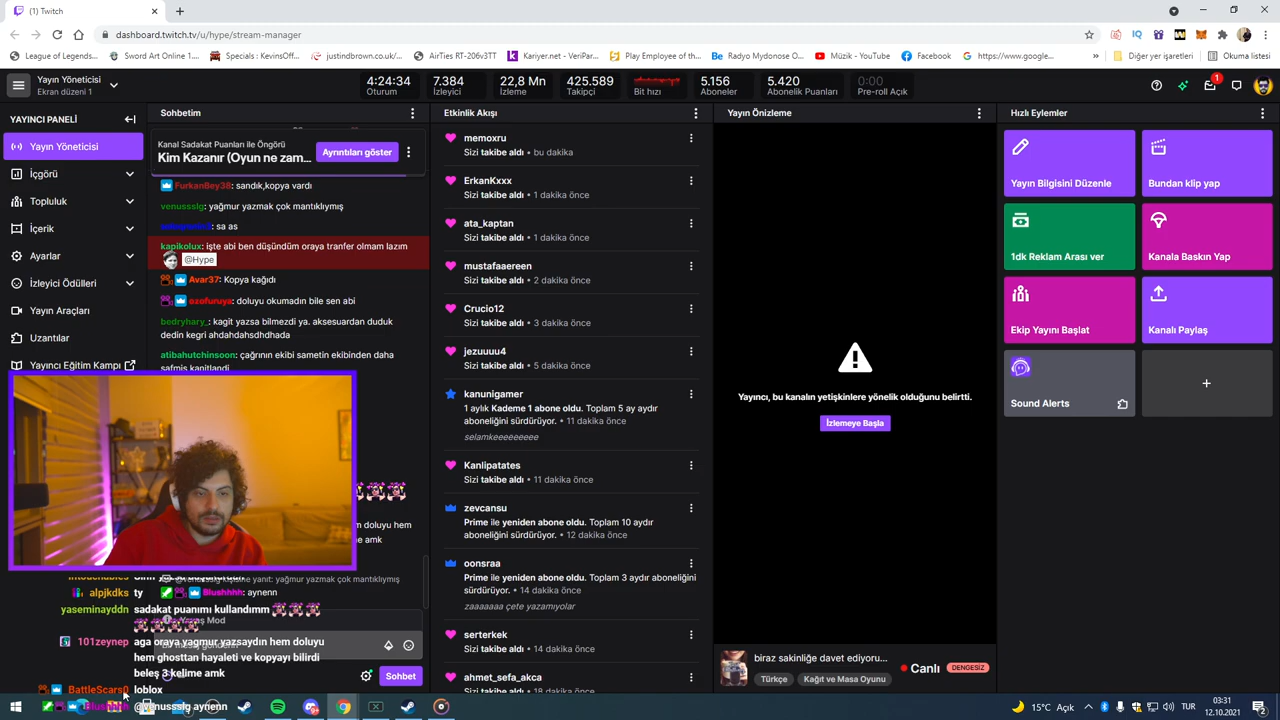 (1) Twitch
dashboard.twitch.tv/u/hype/stream-manager
League of Legends... Sword Art Online 1... Specials : KevinsOff... justindbrown.co.uk/... AirTies RT-206v3TT Kariyer.net - VeriPar... Play Employee of th... Radyo Mydonose O... Müzik - YouTube Facebook https://www.google... » Diğer yer işaretleri Okuma listesi
Yayın Yöneticisi
Ekran düzeni 1
4:24:34 7.384 22,8 Mn 425.589 5.156 5.420 0:00
Oturum İzleyici İzleme Takipçi Bit hızı Aboneler Abonelik Puanları Pre-roll Açık
1
YAYINCI PANELİ
Yayın Yöneticisi
İçgörü
Topluluk
İçerik
Ayarlar
İzleyici Ödülleri
Yayın Araçları
Uzantılar
Yayıncı Eğitim Kampı
Sohbetim
Kanal Sadakat Puanları ile Öngörü
Kim Kazanır (Oyun ne zam...
Ayrıntıları göster
FurkanBey38: sandık,kopya vardı
venussslg: yağmur yazmak çok mantıklıymış
sa as
kapikolux: işte abi ben düşündüm oraya tranfer olmam lazım
@Hype
Avar37: Kopya kağıdı
ozofuruya: doluyu okumadın bile sen abi
bedryhary_: kagit yazsa bilmezdi ya. aksesuardan duduk
dedin kegri ahdahahdsdhdhada
atibahutchinsoon: çağrının ekibi sametin ekibinden daha
safmis kanitlandi
m doluyu hem
e amk
yanıt: yağmur yazmak çok mantıklıymış
alpjkdks ty Blushhhh: aynenn
yaseminayddn sadakat puanımı kullandımm
101zeynep aga oraya yagmur yazsaydın hem doluyu
hem ghosttan hayaleti ve kopyayı bilirdi
beleş 3 kelime amk
BattleScars0 loblox
Blushhhh @venussslg aynenn
Sohbet
Etkinlik Akışı
memoxru
Sizi takibe aldı • bu dakika
ErkanKxxx
Sizi takibe aldı • 1 dakika önce
ata_kaptan
Sizi takibe aldı • 1 dakika önce
mustafaaereen
Sizi takibe aldı • 2 dakika önce
Crucio12
Sizi takibe aldı • 3 dakika önce
jezuuuu4
Sizi takibe aldı • 5 dakika önce
kanunigamer
1 aylık Kademe 1 abone oldu. Toplam 5 ay aydır
aboneliğini sürdürüyor. • 11 dakika önce
selamkeeeeeeeee
Kanlipatates
Sizi takibe aldı • 11 dakika önce
zevcansu
Prime ile yeniden abone oldu. Toplam 10 aydır
aboneliğini sürdürüyor. • 12 dakika önce
oonsraa
Prime ile yeniden abone oldu. Toplam 3 aydır aboneliğini
sürdürüyor. • 14 dakika önce
zaaaaaaa çete yazamıyolar
serterkek
Sizi takibe aldı • 14 dakika önce
ahmet_sefa_akca
Sizi takibe aldı • 18 dakika önce
Yayın Önizleme
Yayıncı, bu kanalın yetişkinlere yönelik olduğunu belirtti.
İzlemeye Başla
biraz sakinliğe davet ediyoru...
Türkçe Kağıt ve Masa Oyunu
Canlı DENGESİZ
Hızlı Eylemler
Yayın Bilgisini Düzenle Bundan klip yap
1dk Reklam Arası ver Kanala Baskın Yap
Ekip Yayını Başlat Kanalı Paylaş
Sound Alerts
15°C Açık TUR 03:31
12.10.2021 2